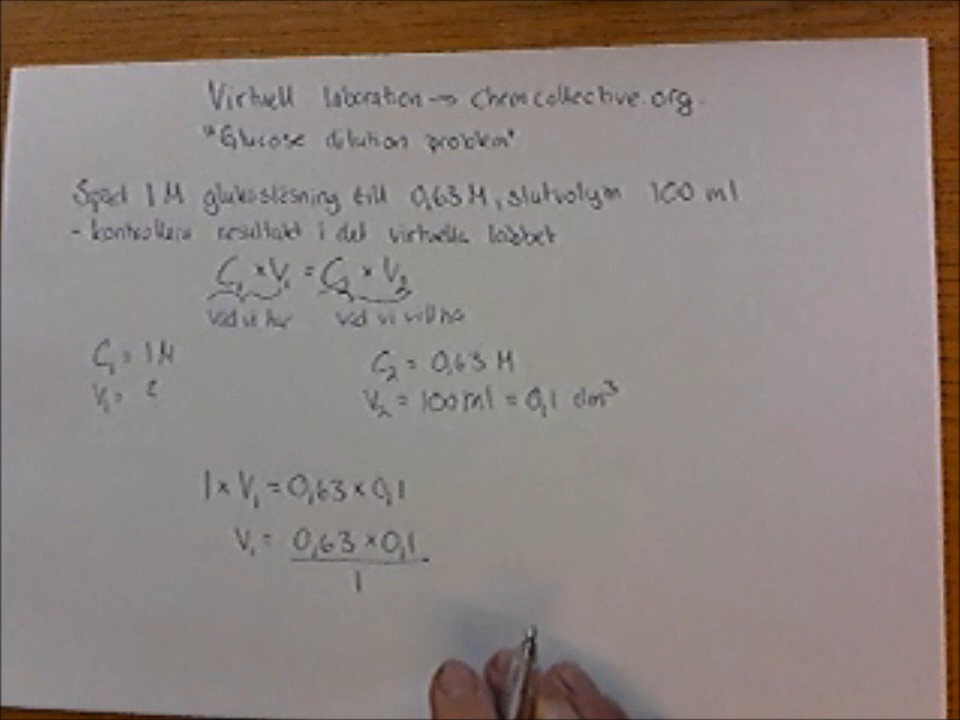 Virtuell laboration → chemcollective.org.
"Glucose dilution problem"
Späd 1 M glukoslösning till 0,63 M, slutvolym 100 ml
- kontrollera resultatet i det virtuella labbet
C₁ × V₁ = C₂ × V₂
Vad vi har vad vi vill ha
C₁ = 1 M C₂ = 0,63 M
V₁ = ? V₂ = 100 ml = 0,1 dm³
1 × V₁ = 0,63 × 0,1
V₁ = 0,63 × 0,1
1